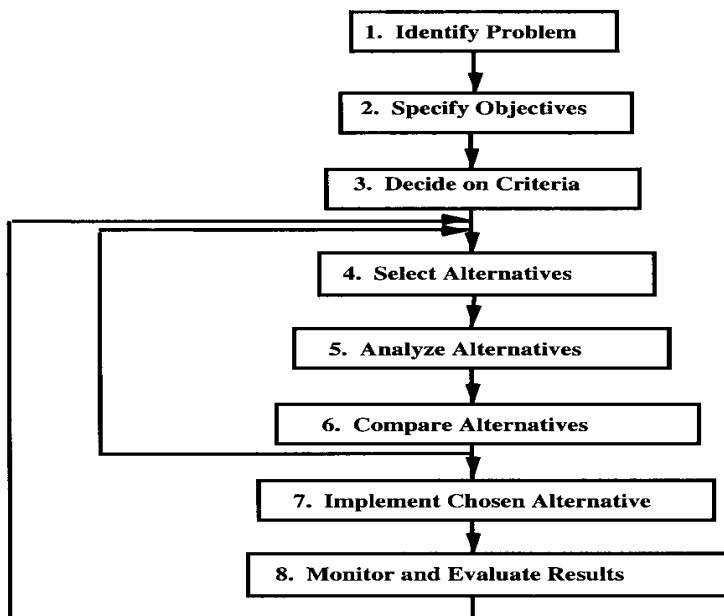 1. Identify Problem
2. Specify Objectives
3. Decide on Criteria
4. Select Alternatives
5. Analyze Alternatives
6. Compare Alternatives
7. Implement Chosen Alternative
8. Monitor and Evaluate Results